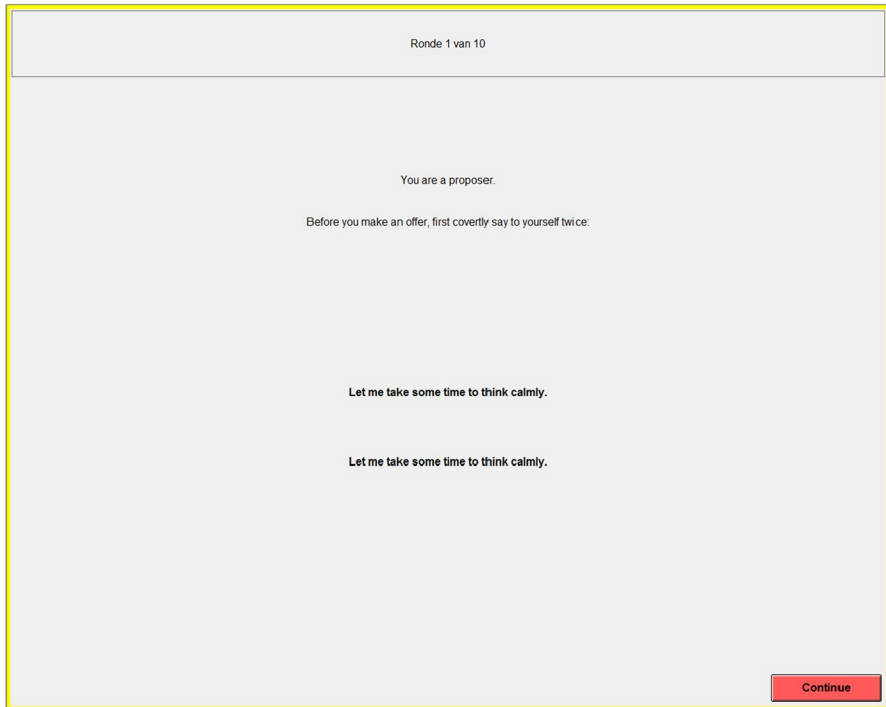 Ronde 1 van 10
You are a proposer.
Before you make an offer, first covertly say to yourself twice:
Let me take some time to think calmly.
Let me take some time to think calmly.
Continue